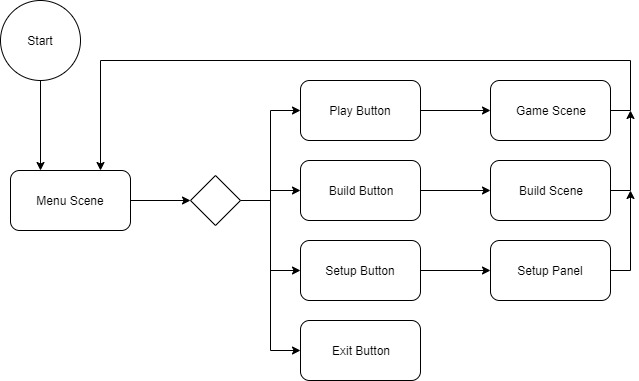 Start
Menu Scene
Play Button
Game Scene
Build Button
Build Scene
Setup Button
Setup Panel
Exit Button